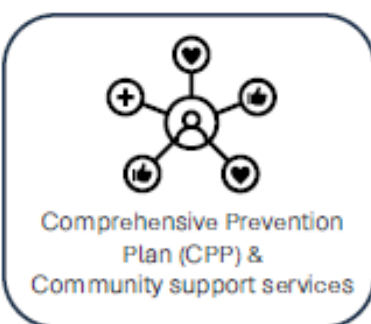 Comprehensive Prevention
Plan (CPP) &
Community support services